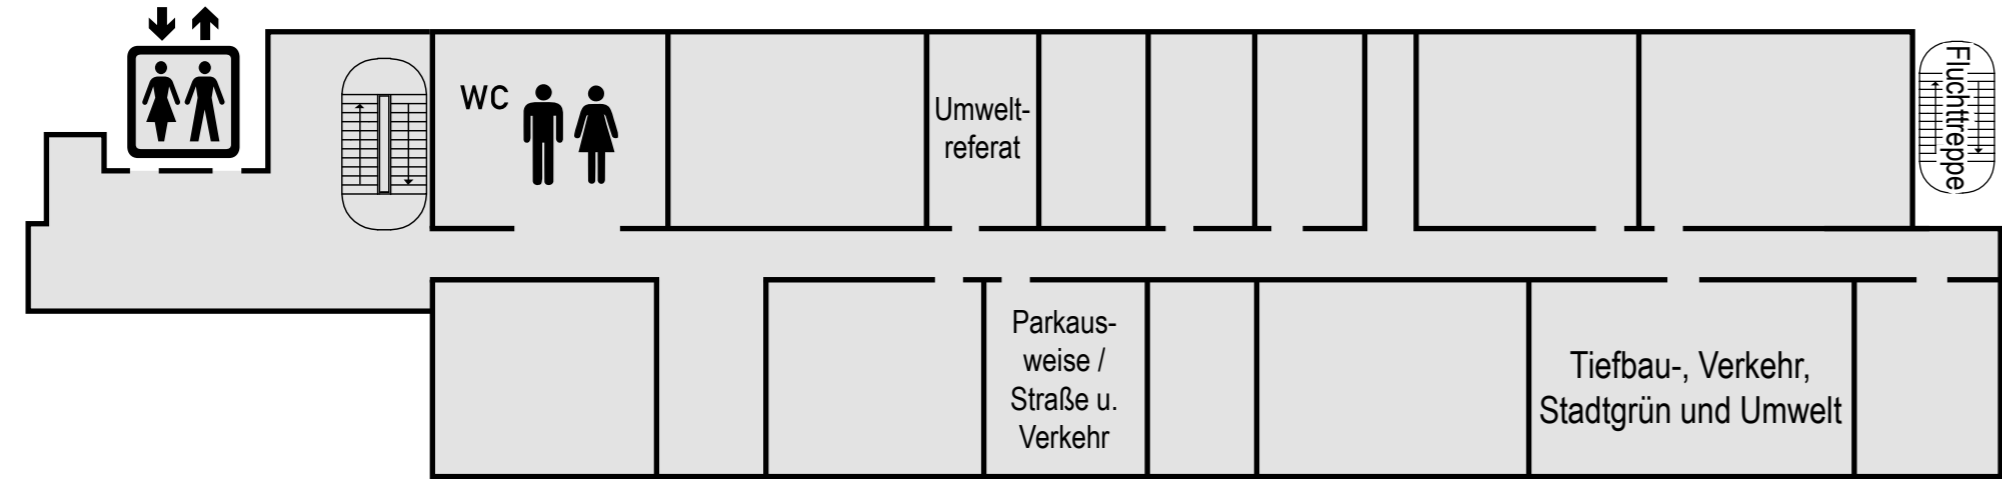 WC
Umwelt-
referat
Fluchttreppe
Parkaus-
weise /
Straße u.
Verkehr
Tiefbau-, Verkehr,
Stadtgrün und Umwelt